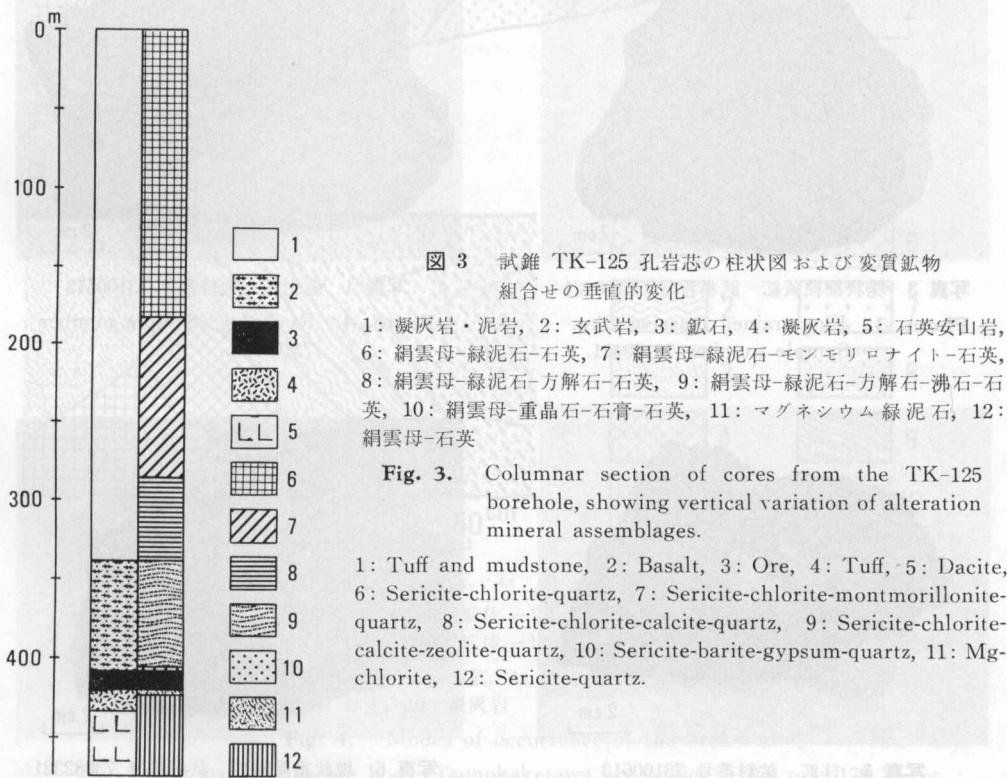 0 m
100
200
300
400
1
2
3
4
5
6
7
8
9
10
11
12
図 3 試錐 TK-125 孔岩芯の柱状図および変質鉱物
組合せの垂直的変化
1: 凝灰岩・泥岩, 2: 玄武岩, 3: 鉱石, 4: 凝灰岩, 5: 石英安山岩,
6: 絹雲母-緑泥石-石英, 7: 絹雲母-緑泥石-モンモリロナイト-石英,
8: 絹雲母-緑泥石-方解石-石英, 9: 絹雲母-緑泥石-方解石-沸石-石
英, 10: 絹雲母-重晶石-石膏-石英, 11: マグネシウム緑泥石, 12:
絹雲母-石英
Fig. 3. Columnar section of cores from the TK-125
borehole, showing vertical variation of alteration
mineral assemblages.
1: Tuff and mudstone, 2: Basalt, 3: Ore, 4: Tuff, 5: Dacite,
6: Sericite-chlorite-quartz, 7: Sericite-chlorite-montmorillonite-
quartz, 8: Sericite-chlorite-calcite-quartz, 9: Sericite-chlorite-
calcite-zeolite-quartz, 10: Sericite-barite-gypsum-quartz, 11: Mg-
chlorite, 12: Sericite-quartz.